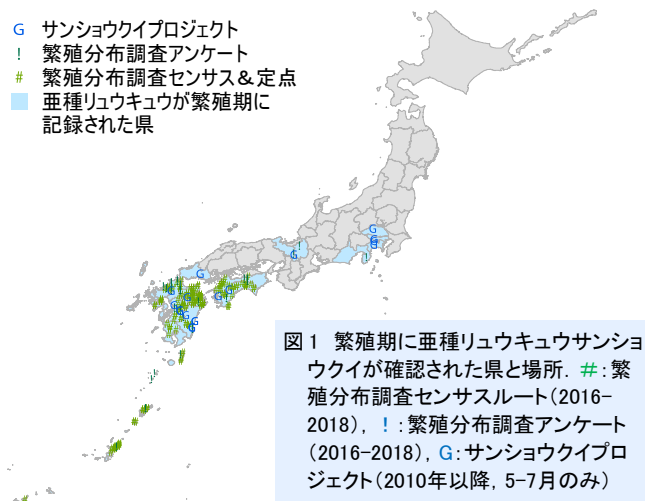 G サンショウクイプロジェクト
! 繁殖分布調査アンケート
# 繁殖分布調査センサス＆定点
亜種リュウキュウが繁殖期に
記録された県
図1 繁殖期に亜種リュウキュウサンショ
ウクイが確認された県と場所. #:繁
殖分布調査センサスルート(2016-
2018), !:繁殖分布調査アンケート
(2016-2018), G:サンショウクイプロ
ジェクト(2010年以降, 5-7月のみ)